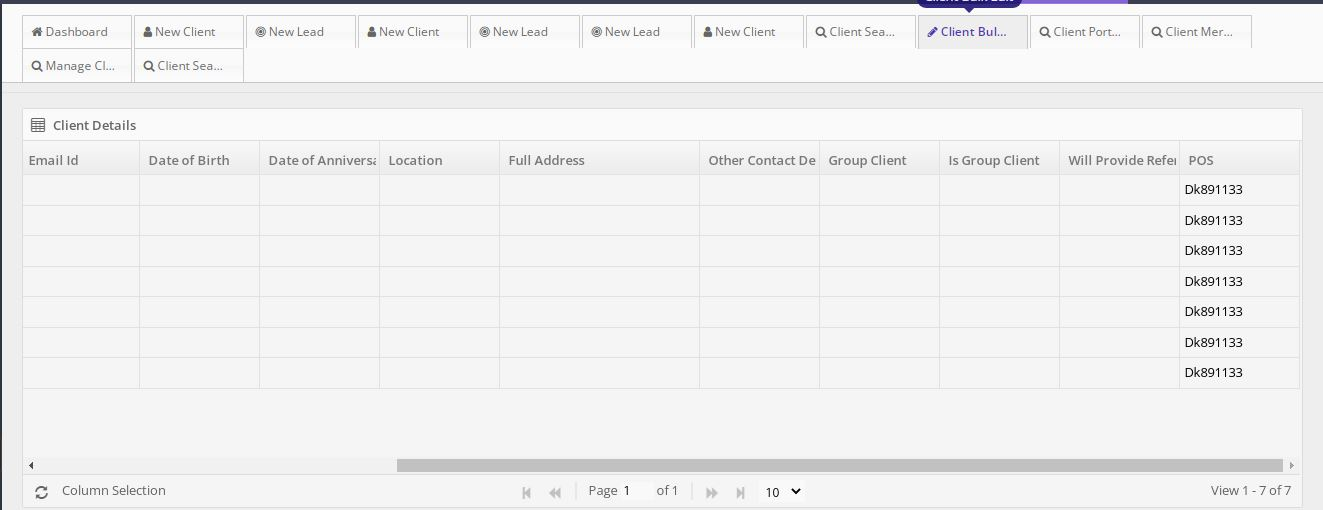 Dashboard New Client New Lead New Client New Lead New Lead New Client Client Sea... Client Bul... Client Port... Client Mer...
Manage Cl... Client Sea...
Client Details
Email Id Date of Birth Date of Anniversa Location Full Address Other Contact De Group Client Is Group Client Will Provide Refer POS
Dk891133
Dk891133
Dk891133
Dk891133
Dk891133
Dk891133
Dk891133
Column Selection Page 1 of 1 10 View 1 - 7 of 7